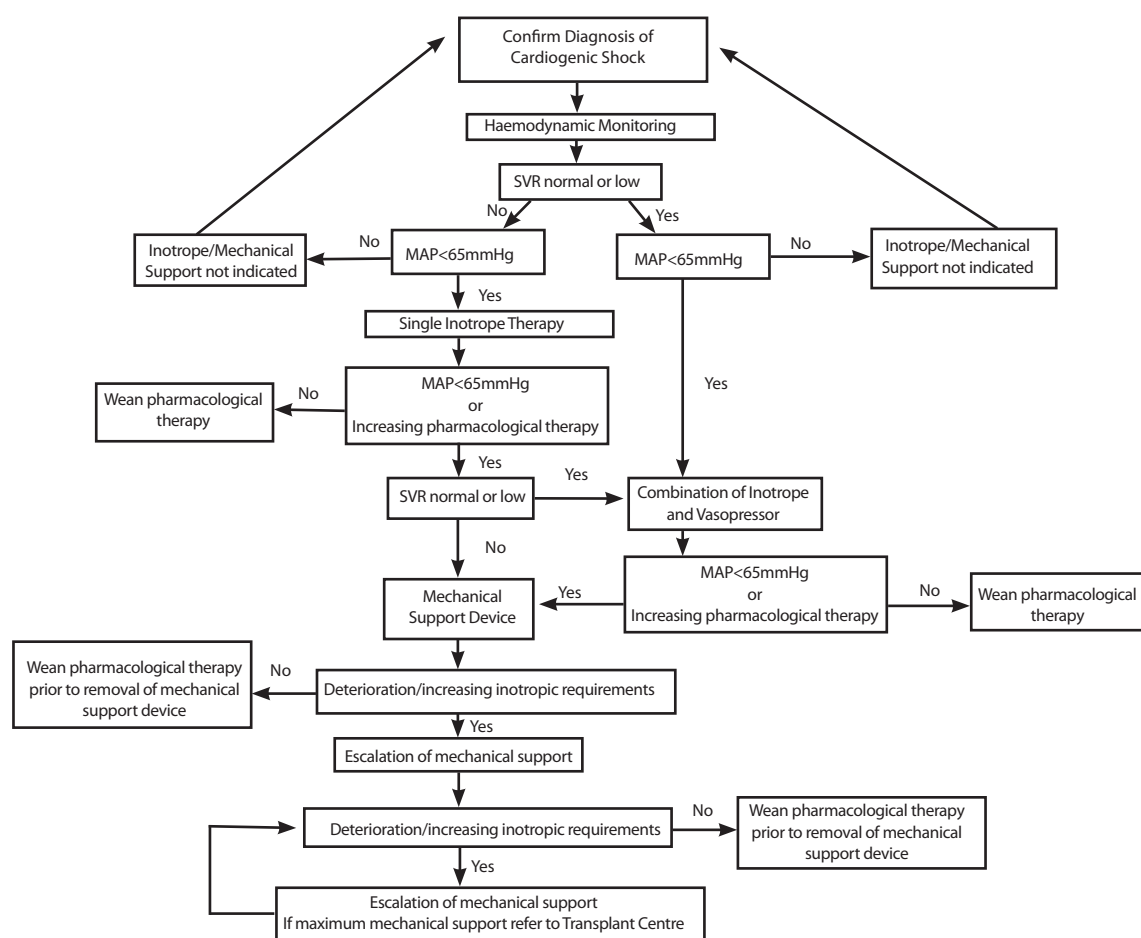 Confirm Diagnosis of
Cardiogenic Shock
Haemodynamic Monitoring
SVR normal or low
No
Yes
Inotrope/Mechanical
Support not indicated
No
MAP<65mmHg
MAP<65mmHg
No
Inotrope/Mechanical
Support not indicated
Yes
Single Inotrope Therapy
Yes
Wean pharmacological
therapy
No
MAP<65mmHg
or
Increasing pharmacological therapy
Yes
SVR normal or low
Yes
Combination of Inotrope
and Vasopressor
No
Mechanical
Support Device
Yes
MAP<65mmHg
or
Increasing pharmacological therapy
No
Wean pharmacological
therapy
Wean pharmacological therapy
prior to removal of mechanical
support device
No
Deterioration/increasing inotropic requirements
Yes
Escalation of mechanical support
Deterioration/increasing inotropic requirements
No
Wean pharmacological therapy
prior to removal of mechanical
support device
Yes
Escalation of mechanical support
If maximum mechanical support refer to Transplant Centre